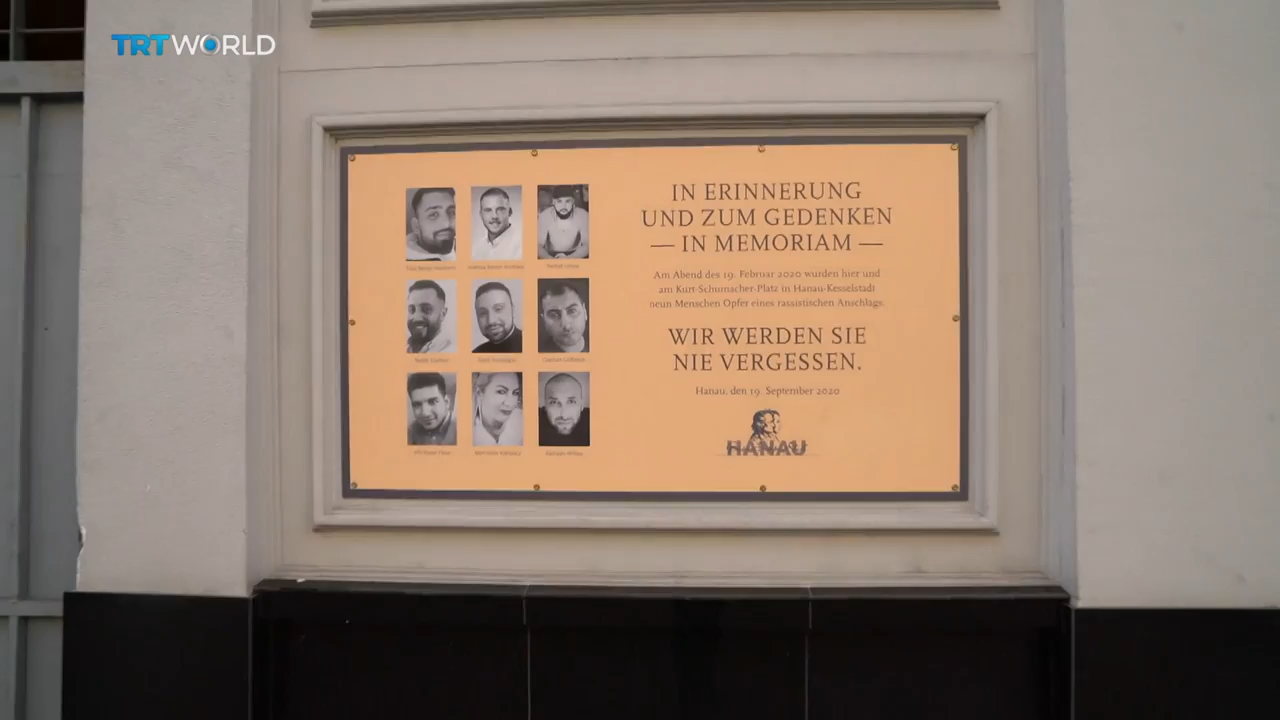 TRT WORLD
IN ERINNERUNG
UND ZUM GEDENKEN
— IN MEMORIAM —
Am Abend des 19. Februar 2020 wurden hier und
am Kurt-Schumacher-Platz in Hanau-Kesselstadt
neun Menschen Opfer eines rassistischen Anschlags.
WIR WERDEN SIE
NIE VERGESSEN.
Hanau, den 19. September 2020
HANAU